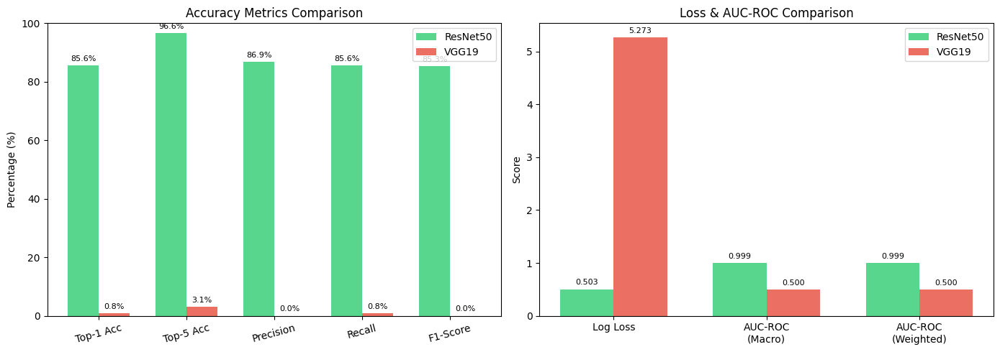 Accuracy Metrics Comparison
Percentage (%)
100
80
60
40
20
0
85.6%
96.6%
86.9%
85.6%
85.3%
0.8%
3.1%
0.0%
0.8%
0.0%
Top-1 Acc
Top-5 Acc
Precision
Recall
F1-Score
ResNet50
VGG19
Loss & AUC-ROC Comparison
Score
5
4
3
2
1
0
0.503
5.273
0.999
0.500
0.999
0.500
Log Loss
AUC-ROC
(Macro)
AUC-ROC
(Weighted)
ResNet50
VGG19